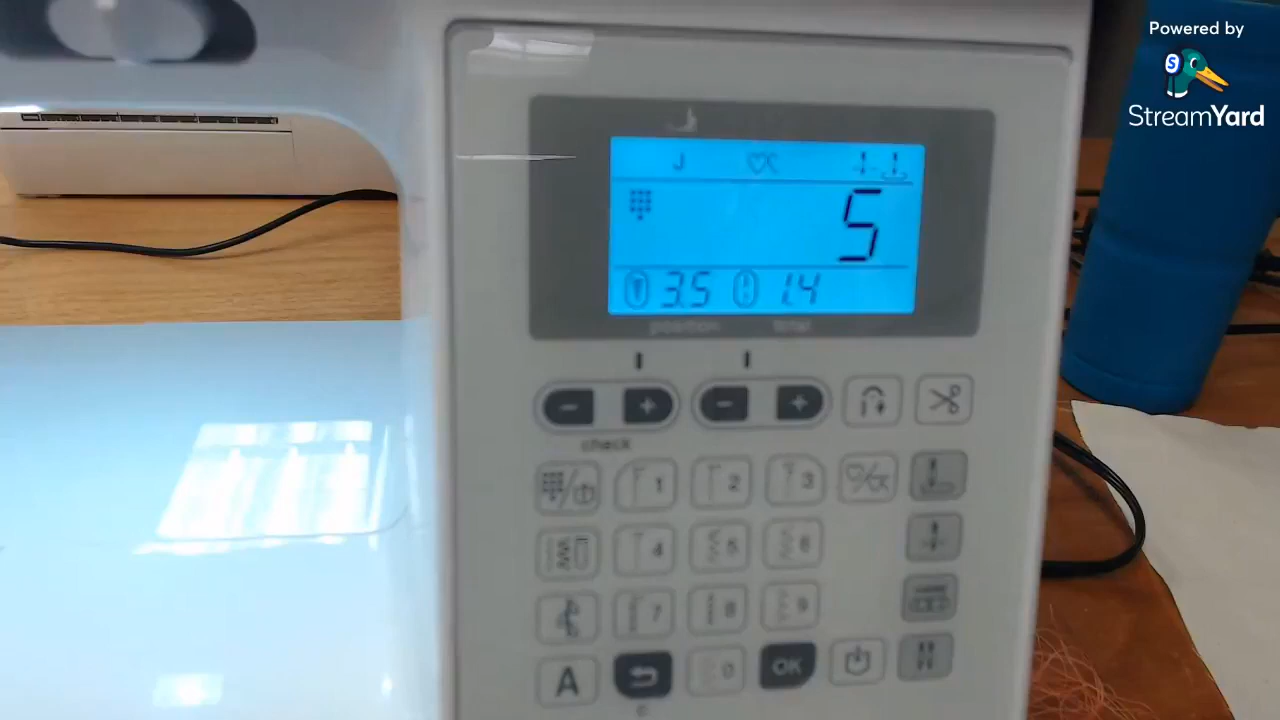 Powered by
StreamYard
J
5
3.5 1.4
position total
- + - +
check
1 2 3
4 5 6
7 8 9
A 0 OK
c